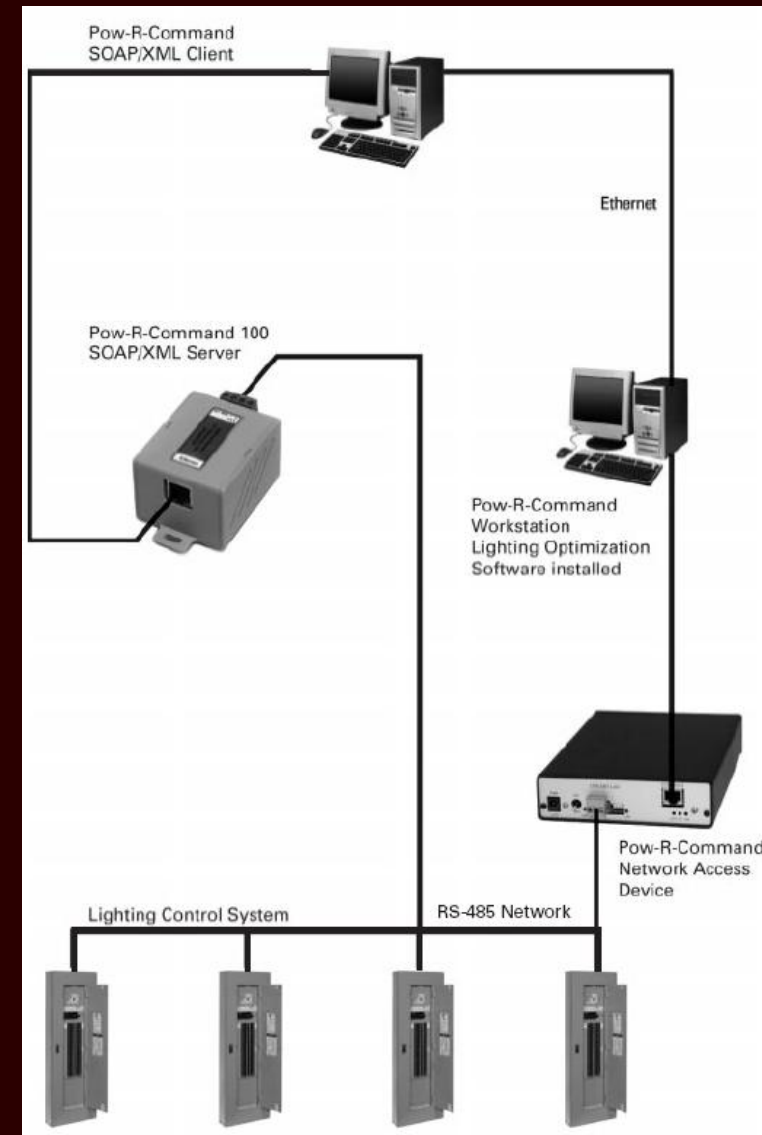 Pow-R-Command
SOAP/XML Client
Ethernet
Pow-R-Command 100
SOAP/XML Server
Pow-R-Command
Workstation
Lighting Optimization
Software installed
Pow-R-Command
Network Access
Device
Lighting Control System
RS-485 Network